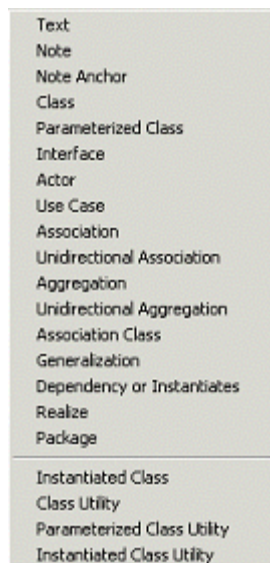 Text
Note
Note Anchor
Class
Parameterized Class
Interface
Actor
Use Case
Association
Unidirectional Association
Aggregation
Unidirectional Aggregation
Association Class
Generalization
Dependency or Instantiates
Realize
Package
Instantiated Class
Class Utility
Parameterized Class Utility
Instantiated Class Utility